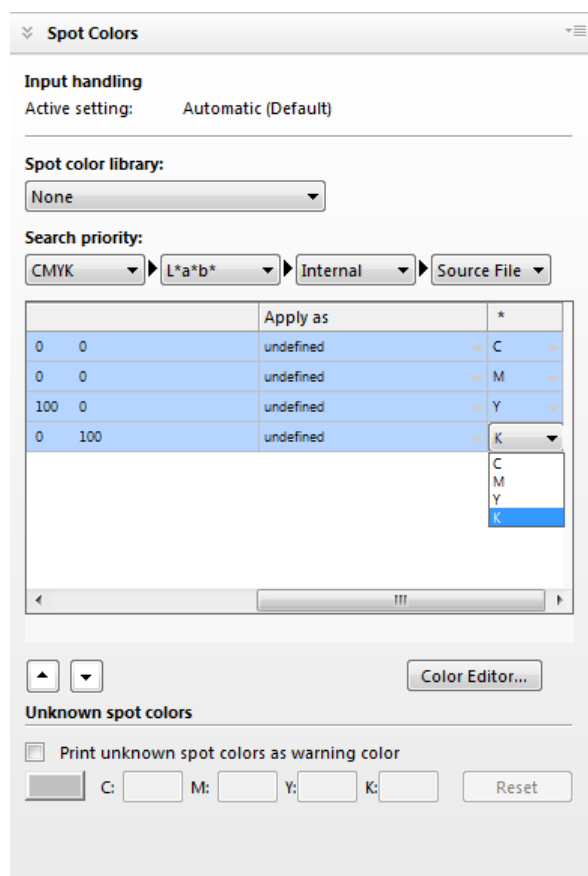 Spot Colors
Input handling
Active setting: Automatic (Default)
Spot color library:
None
Search priority:
CMYK L*a*b* Internal Source File
Apply as *
0 0 undefined C
0 0 undefined M
100 0 undefined Y
0 100 undefined K
C
M
Y
K
Color Editor...
Unknown spot colors
Print unknown spot colors as warning color
C: M: Y: K: Reset